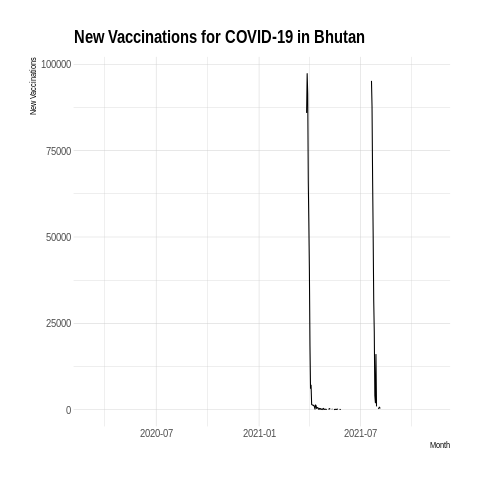 New Vaccinations for COVID-19 in Bhutan
New Vaccinations
100000
75000
50000
25000
0
2020-07
2021-01
2021-07
Month